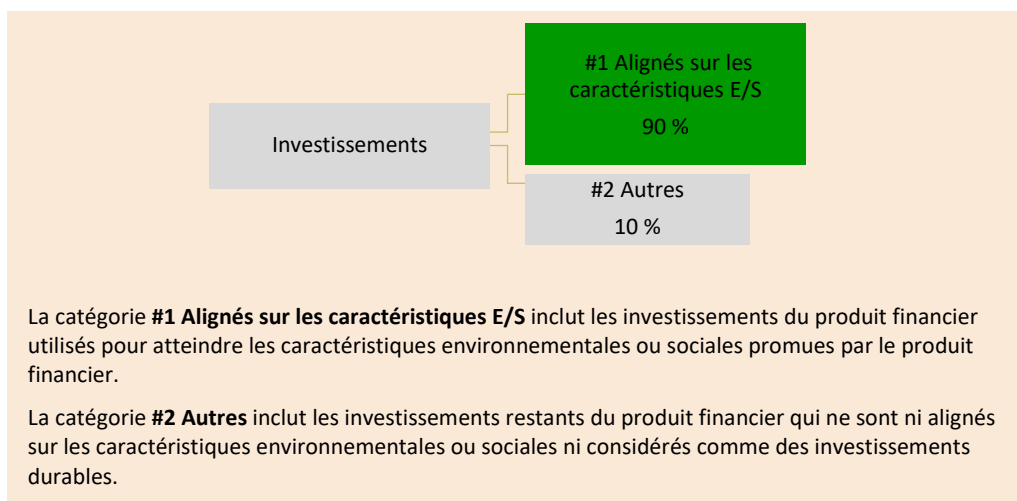 #1 Alignés sur les
caractéristiques E/S
90 %
Investissements
#2 Autres
10 %
La catégorie #1 Alignés sur les caractéristiques E/S inclut les investissements du produit financier
utilisés pour atteindre les caractéristiques environnementales ou sociales promues par le produit
financier.
La catégorie #2 Autres inclut les investissements restants du produit financier qui ne sont ni alignés
sur les caractéristiques environnementales ou sociales ni considérés comme des investissements
durables.